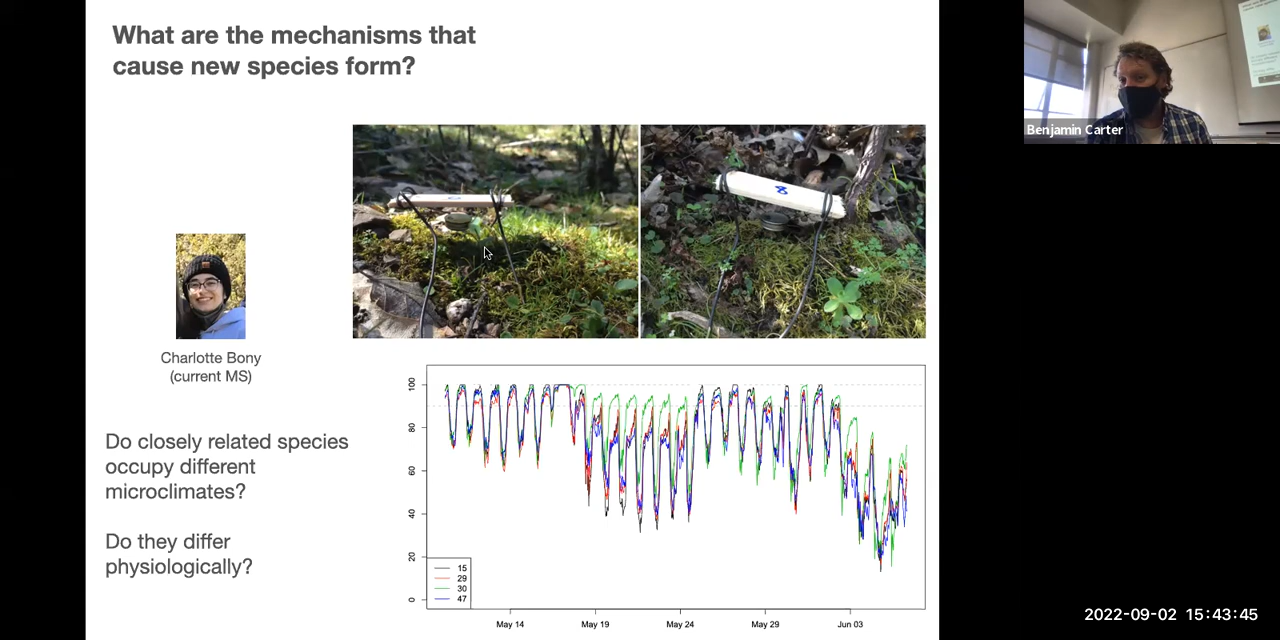 What are the mechanisms that
cause new species form?
Benjamin Carter
8
Charlotte Bony
(current MS)
Do closely related species
occupy different
microclimates?
Do they differ
physiologically?
100
80
60
40
20
0
15
29
30
47
May 14
May 19
May 24
May 29
Jun 03
2022-09-02 15:43:45